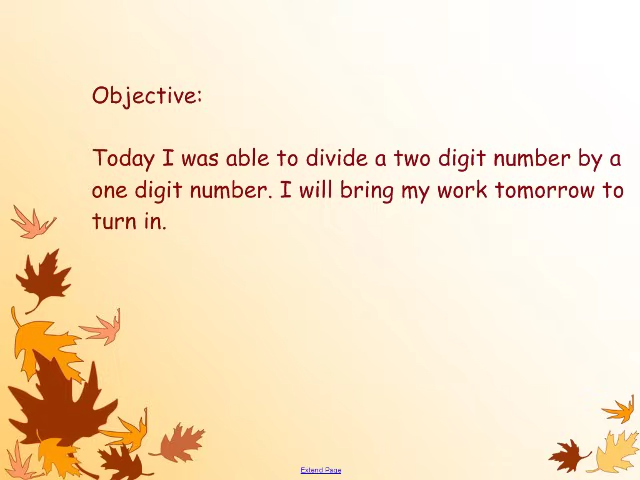 Objective:
Today I was able to divide a two digit number by a
one digit number. I will bring my work tomorrow to
turn in.
Extend Page